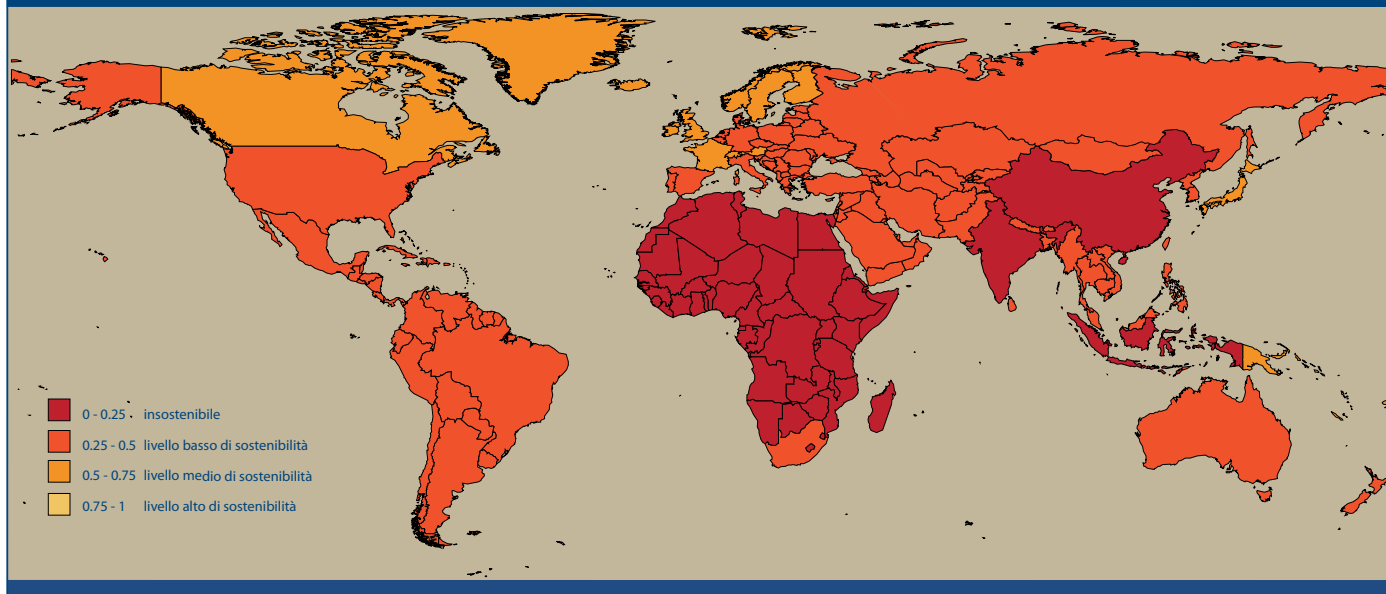 0 - 0.25 insostenibile
0.25 - 0.5 livello basso di sostenibilità
0.5 - 0.75 livello medio di sostenibilità
0.75 - 1 livello alto di sostenibilità